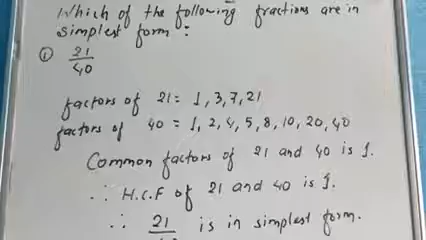 Which of the following fractions are in
simplest form :
① 21/40
factors of 21 = 1, 3, 7, 21
factors of 40 = 1, 2, 4, 5, 8, 10, 20, 40
Common factors of 21 and 40 is 1.
∴ H.C.F of 21 and 40 is 1.
∴ 21 is in simplest form.